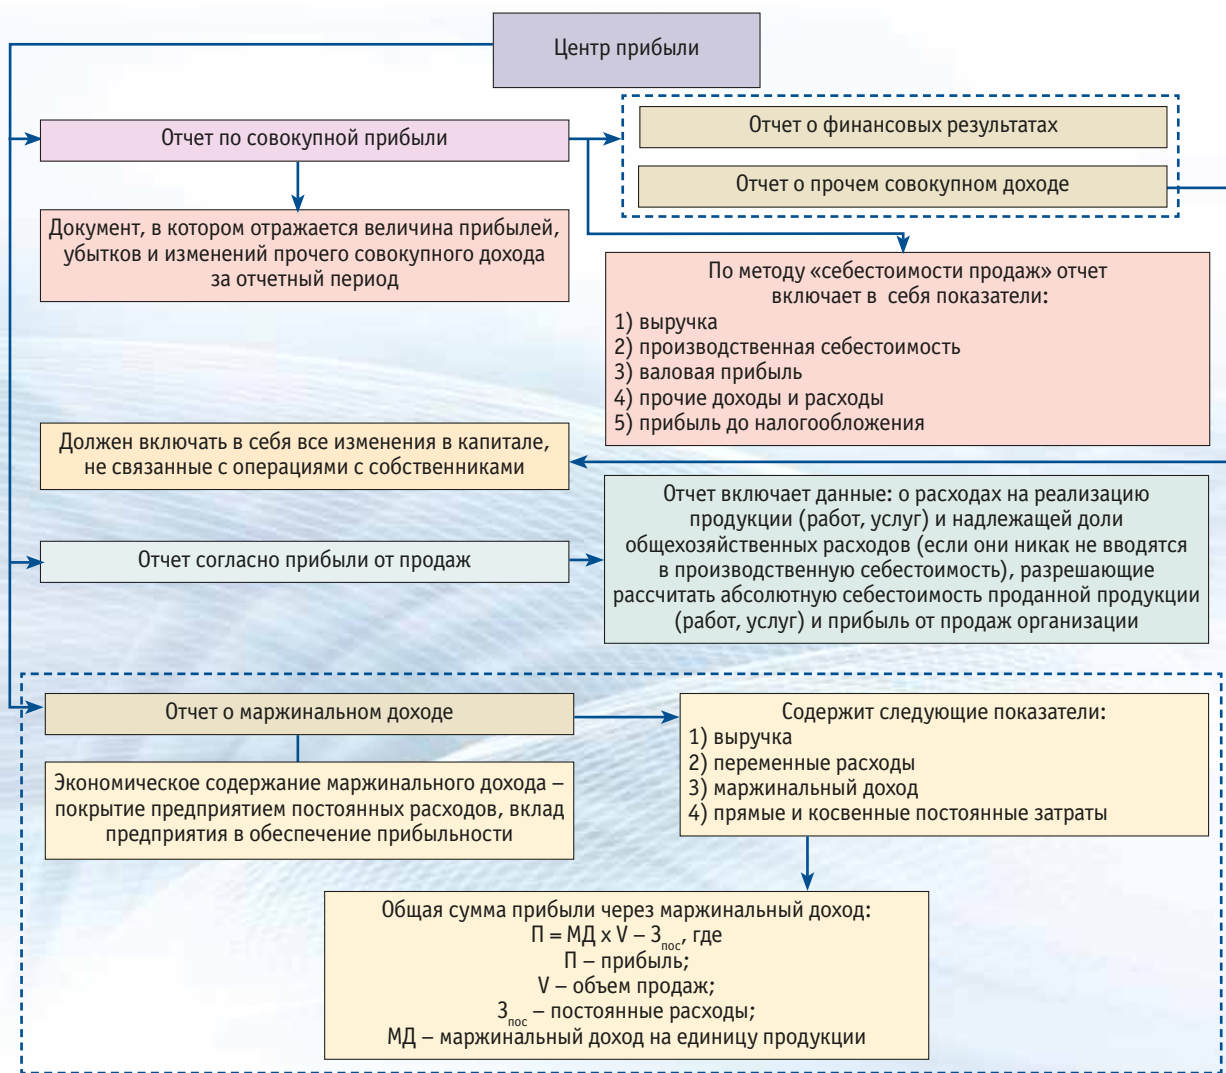 Центр прибыли
Отчет по совокупной прибыли
Отчет о финансовых результатах
Отчет о прочем совокупном доходе
Документ, в котором отражается величина прибылей,
убытков и изменений прочего совокупного дохода
за отчетный период
По методу «себестоимости продаж» отчет
включает в себя показатели:
1) выручка
2) производственная себестоимость
3) валовая прибыль
4) прочие доходы и расходы
5) прибыль до налогообложения
Должен включать в себя все изменения в капитале,
не связанные с операциями с собственниками
Отчет согласно прибыли от продаж
Отчет включает данные: о расходах на реализацию
продукции (работ, услуг) и надлежащей доли
общехозяйственных расходов (если они никак не вводятся
в производственную себестоимость), разрешающие
рассчитать абсолютную себестоимость проданной продукции
(работ, услуг) и прибыль от продаж организации
Отчет о маржинальном доходе
Экономическое содержание маржинального дохода –
покрытие предприятием постоянных расходов, вклад
предприятия в обеспечение прибыльности
Содержит следующие показатели:
1) выручка
2) переменные расходы
3) маржинальный доход
4) прямые и косвенные постоянные затраты
Общая сумма прибыли через маржинальный доход:
П = МД х V – З пос, где
П – прибыль;
V – объем продаж;
З пос – постоянные расходы;
МД – маржинальный доход на единицу продукции